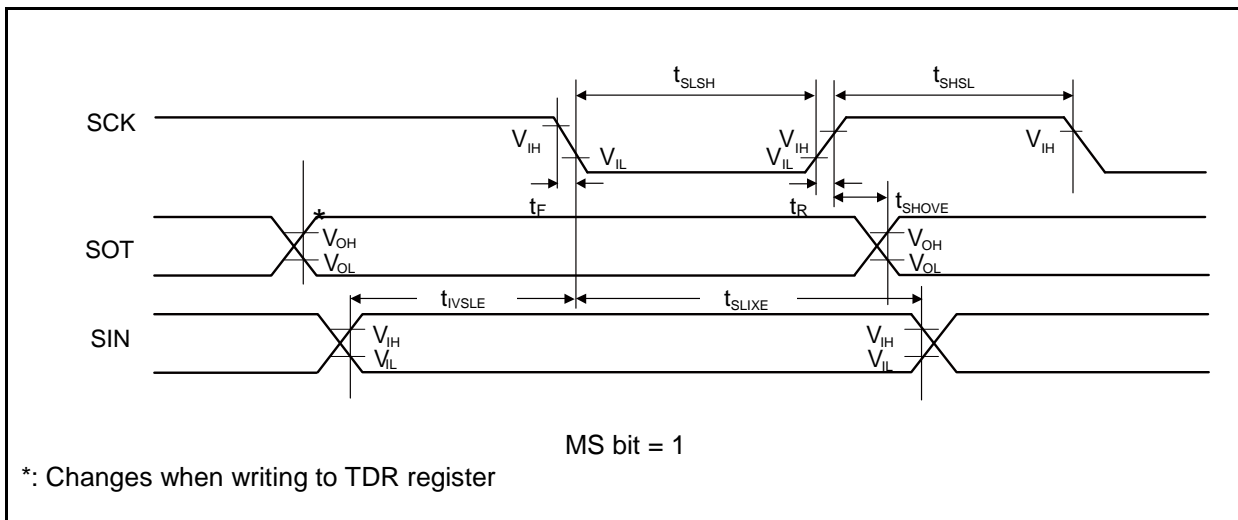 tSLSH tSHSL
SCK
VIH VIL VIH VIL VIH
tF tR tSHOVE
*
SOT
VOH VOH
VOL VOL
tIVSLE tSLIXE
SIN
VIH VIH
VIL VIL
MS bit = 1
*: Changes when writing to TDR register